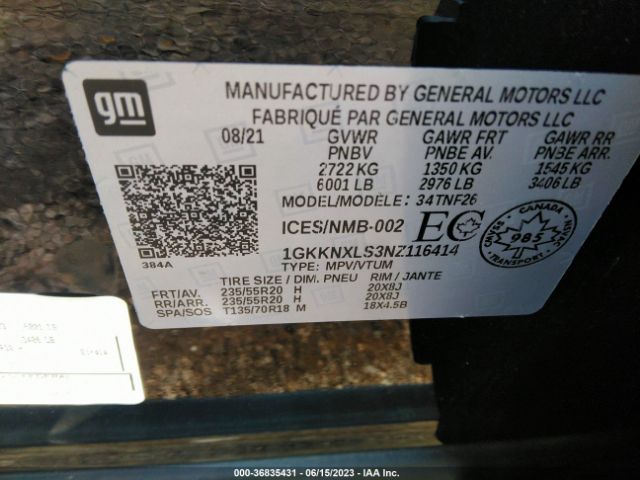 gm
MANUFACTURED BY GENERAL MOTORS LLC
FABRIQUÉ PAR GENERAL MOTORS LLC
08/21 GVWR GAWR FRT GAWR RR
PNBV PNBE AV. PNBE ARR.
2722 KG 1350 KG 1545 KG
6001 LB 2976 LB 3406 LB
MODEL/MODÈLE: 34TNF26
ICES/NMB-002 EC
CANADA
985
384A
1GKKNXLS3NZ116414
TYPE: MPV/VTUM
TIRE SIZE / DIM. PNEU RIM / JANTE
FRT/AV. 235/55R20 H 20X8J
RR/ARR. 235/55R20 H 20X8J
SPA/SOS T135/70R18 M 18X4.5B
000-36835431 - 06/15/2023 - IAA Inc.